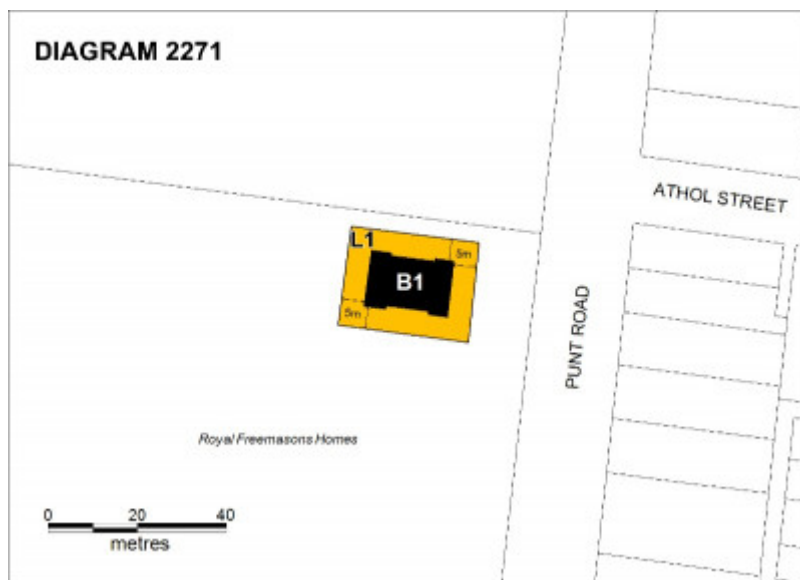 DIAGRAM 2271
ATHOL STREET
L1
5m
B1
5m
PUNT ROAD
Royal Freemasons Homes
0 20 40
metres